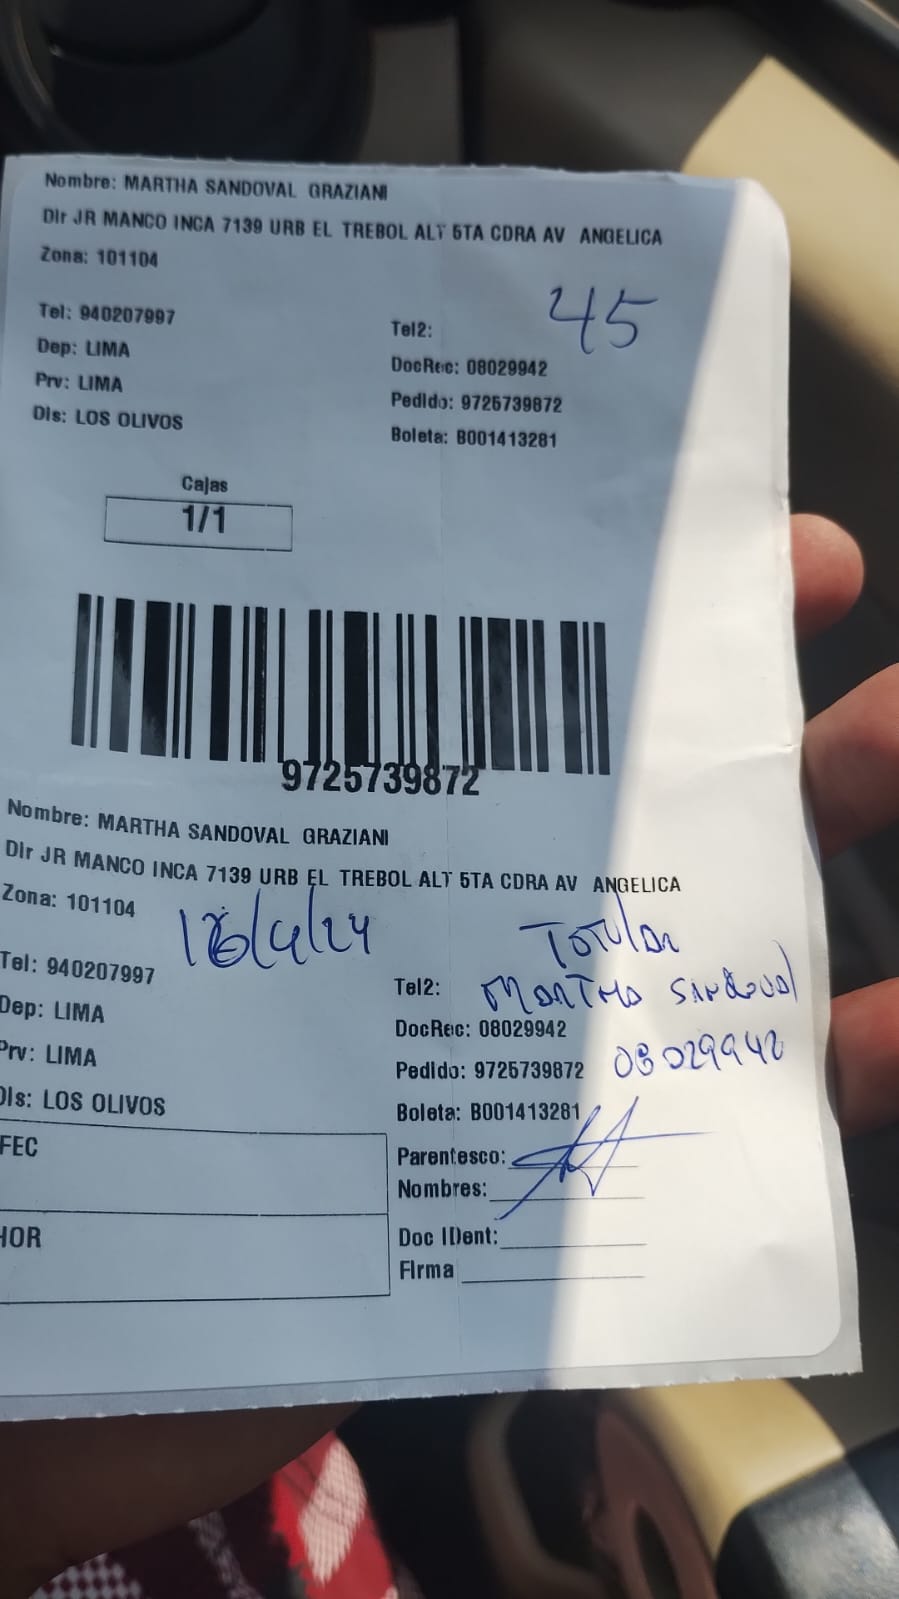 Nombre: MARTHA SANDOVAL GRAZIANI
Dir JR MANCO INCA 7139 URB EL TREBOL ALT 5TA CDRA AV ANGELICA
Zona: 101104
45
Tel: 940207997
Tel2:
Dep: LIMA
DocRec: 08029942
Prv: LIMA
Pedido: 9725739872
Dis: LOS OLIVOS
Boleta: B001413281
Cajas
1/1
9725739872
Nombre: MARTHA SANDOVAL GRAZIANI
Dir JR MANCO INCA 7139 URB EL TREBOL ALT 5TA CDRA AV ANGELICA
Zona: 101104
Titular
Tel: 940207997
Tel2: Martha Sandoval
Dep: LIMA
DocRec: 08029942
Prv: LIMA
Pedido: 9725739872 08029942
Dis: LOS OLIVOS
Boleta: B001413281
FEC
Parentesco:
Nombres:
HOR
Doc IDent:
Firma